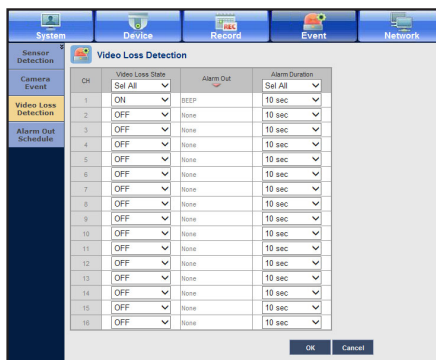 System Device Record Event Network
REC
Sensor Detection
Camera Event
Video Loss Detection
Alarm Out Schedule
Video Loss Detection
CH Video Loss State Alarm Out Alarm Duration
Sel All Sel All
1 ON BEEP 10 sec
2 OFF None 10 sec
3 OFF None 10 sec
4 OFF None 10 sec
5 OFF None 10 sec
6 OFF None 10 sec
7 OFF None 10 sec
8 OFF None 10 sec
9 OFF None 10 sec
10 OFF None 10 sec
11 OFF None 10 sec
12 OFF None 10 sec
13 OFF None 10 sec
14 OFF None 10 sec
15 OFF None 10 sec
16 OFF None 10 sec
OK Cancel